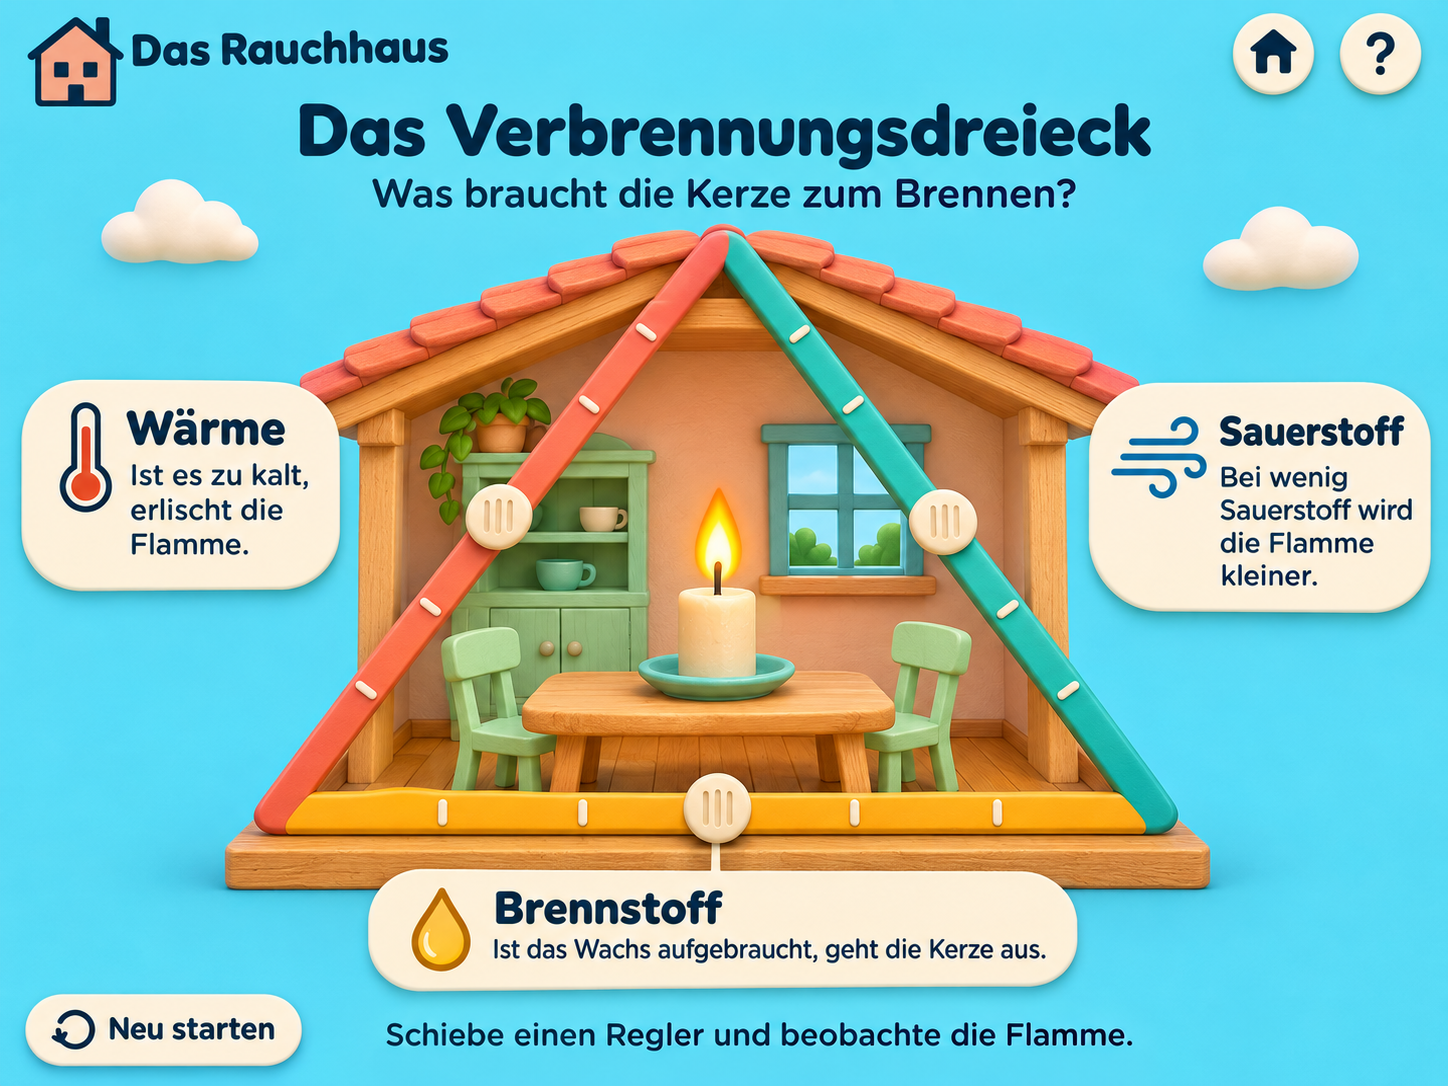 Das Rauchhaus
?
Das Verbrennungsdreieck
Was braucht die Kerze zum Brennen?
Wärme
Ist es zu kalt,
erlischt die
Flamme.
Sauerstoff
Bei wenig
Sauerstoff wird
die Flamme
kleiner.
Brennstoff
Ist das Wachs aufgebraucht, geht die Kerze aus.
Neu starten
Schiebe einen Regler und beobachte die Flamme.